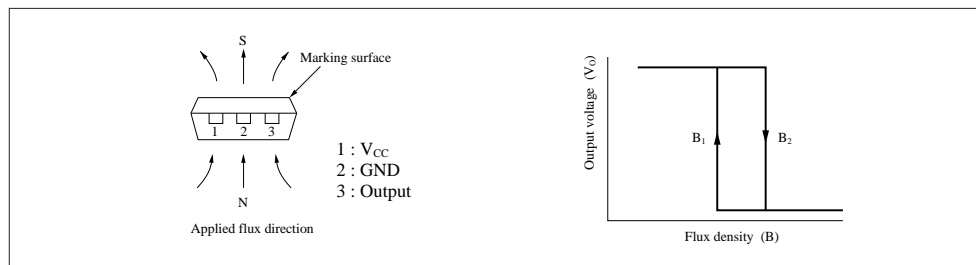 S
Marking surface
1 2 3
1 : VCC
2 : GND
3 : Output
N
Applied flux direction
Output voltage (VO)
B1
B2
Flux density (B)